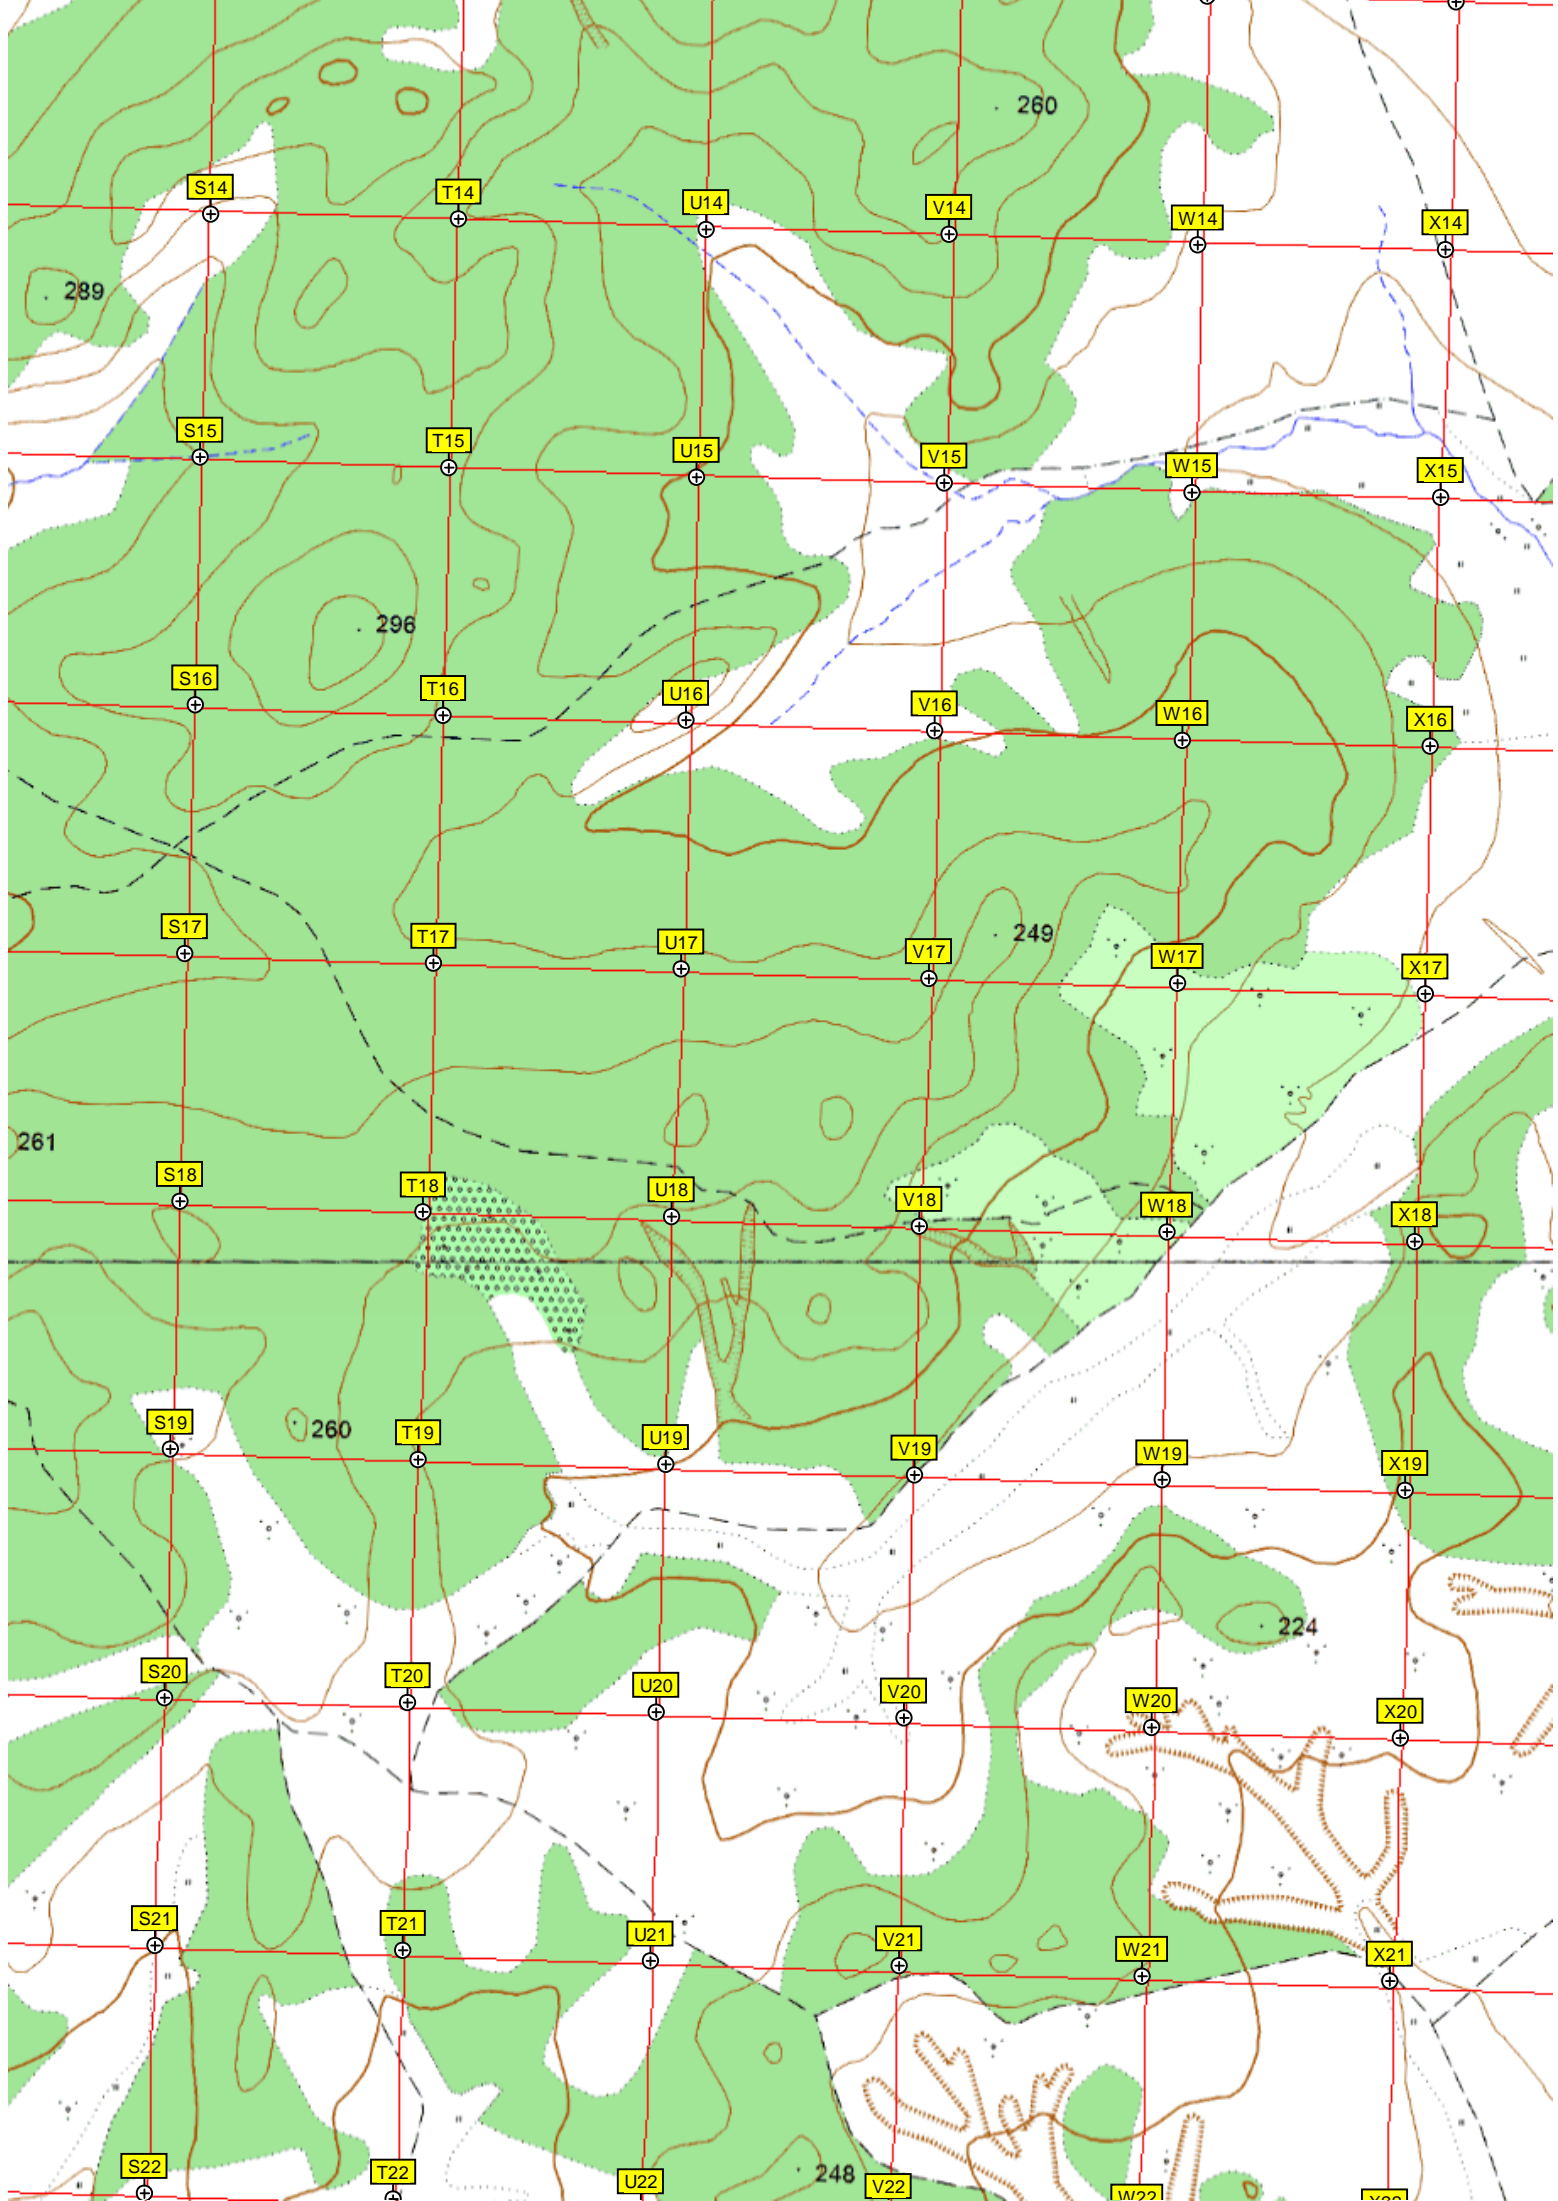 260
S14 T14 U14 V14 W14 X14
289
S15 T15 U15 V15 W15 X15
296
S16 T16 U16 V16 W16 X16
S17 T17 U17 V17 W17 X17
249
261
S18 T18 U18 V18 W18 X18
S19 T19 U19 V19 W19 X19
260
224
S20 T20 U20 V20 W20 X20
S21 T21 U21 V21 W21 X21
S22 T22 U22 V22 W22
248